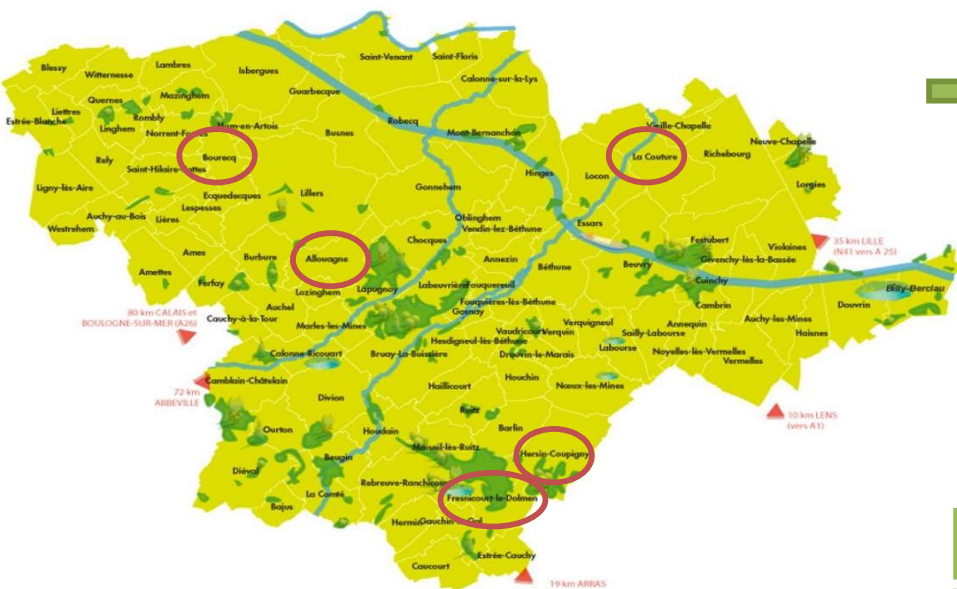 Saint-Venant
Saint-Floris
Blessy
Witternesse
Lambres
Isbergues
Calonne-sur-la-Lys
Guarbecque
Quernes
Mazinghem
Liettres
Estrée-Blanche
Linghem
Rombly
Norrent-Fontes
Ham-en-Artois
Busnes
Robecq
Mont-Bernanchon
Vieille-Chapelle
Neuve-Chapelle
Rely
Saint-Hilaire-Cottes
Bourecq
La Couture
Richebourg
Hinges
Locon
Lorgies
Ligny-lès-Aire
Ecquedecques
Lillers
Gonnehem
Lespesses
Auchy-au-Bois
Lières
Westrehem
Oblinghem
Vendin-lez-Béthune
Essars
Chocques
Festubert
Violaines
35 km LILLE
(N41 vers A 25)
Ames
Burbure
Allouagne
Annezin
Béthune
Beuvry
Givenchy-lès-la-Bassée
Amettes
Ferfay
Lozinghem
Lapugnoy
Labeuvrière
Fouquereuil
Cuinchy
Billy-Berclau
Auchel
Fouquières-lès-Béthune
Gosnay
Cambrin
Douvrin
80 km CALAIS et
BOULOGNE-SUR-MER (A26)
Cauchy-à-la-Tour
Marles-les-Mines
Vaudricourt
Verquin
Verquigneul
Sailly-Labourse
Annequin
Auchy-les-Mines
Haisnes
Hesdigneul-lès-Béthune
Drouvin-le-Marais
Labourse
Noyelles-lès-Vermelles
Vermelles
Calonne-Ricouart
Bruay-La-Buissière
Camblain-Châtelain
Houchin
Haillicourt
Nœux-les-Mines
72 km
ABBEVILLE
Divion
Ruitz
10 km LENS
(vers A1)
Ourton
Houdain
Barlin
Maisnil-lès-Ruitz
Hersin-Coupigny
Diéval
Beugin
Rebreuve-Ranchicourt
La Comté
Fresnicourt-le-Dolmen
Bajus
Hermin
Gauchin-le-Gal
Estrée-Cauchy
Caucourt
19 km ARRAS